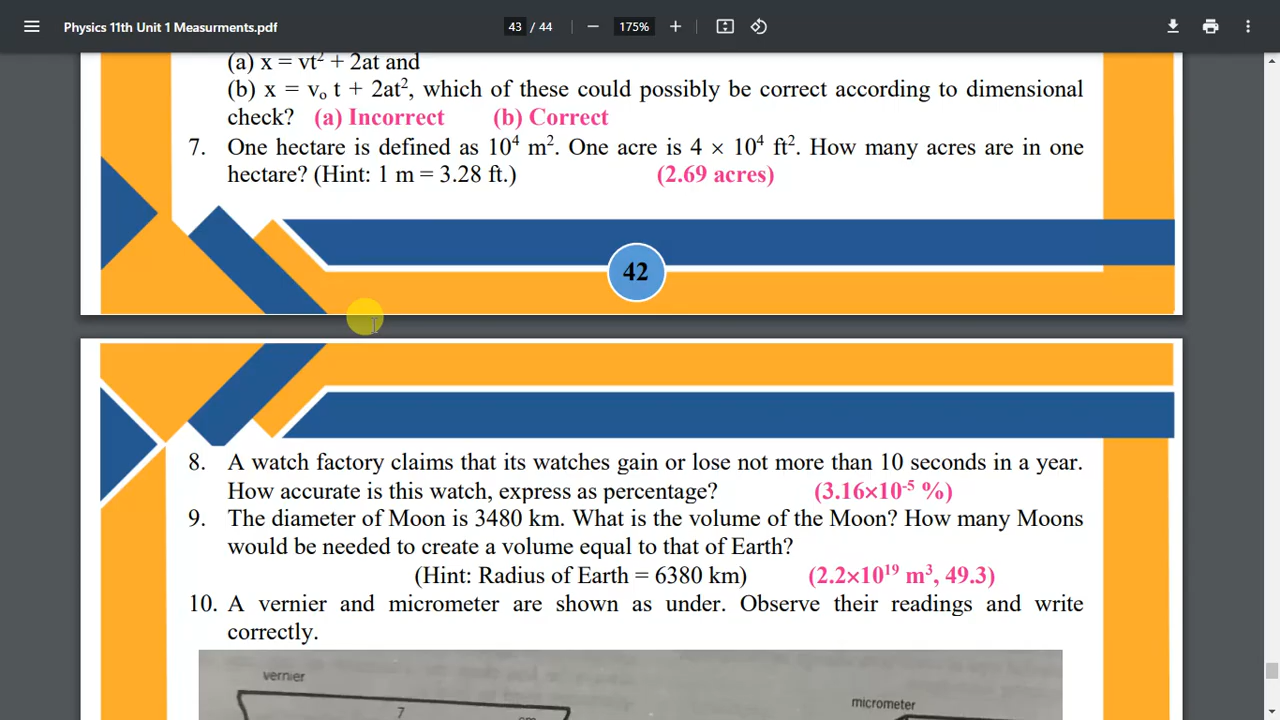 Physics 11th Unit 1 Measurments.pdf
43 / 44
175%
(a) x = vt² + 2at and
(b) x = vₒ t + 2at², which of these could possibly be correct according to dimensional
check? (a) Incorrect (b) Correct
7. One hectare is defined as 10⁴ m². One acre is 4 × 10⁴ ft². How many acres are in one
hectare? (Hint: 1 m = 3.28 ft.) (2.69 acres)
42
8. A watch factory claims that its watches gain or lose not more than 10 seconds in a year.
How accurate is this watch, express as percentage? (3.16×10⁻⁵ %)
9. The diameter of Moon is 3480 km. What is the volume of the Moon? How many Moons
would be needed to create a volume equal to that of Earth?
(Hint: Radius of Earth = 6380 km) (2.2×10¹⁹ m³, 49.3)
10. A vernier and micrometer are shown as under. Observe their readings and write
correctly.
vernier
micrometer
7
cm